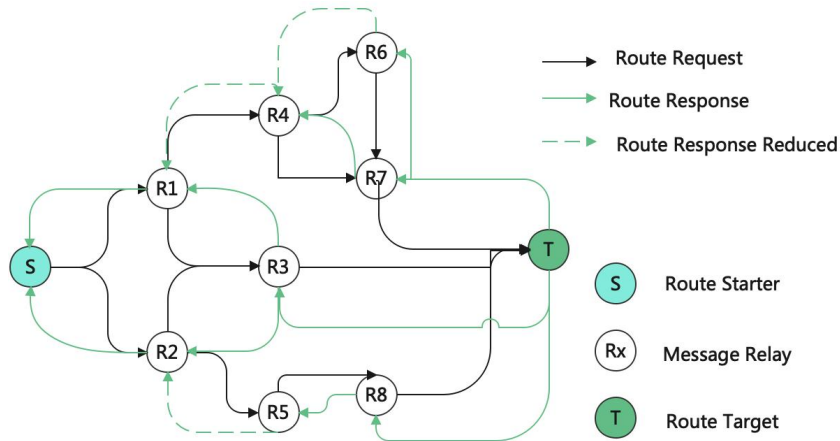 R6
Route Request
Route Response
R4
Route Response Reduced
R7
R1
T
S
R3
S
Route Starter
R2
Rx
Message Relay
R5
R8
T
Route Target